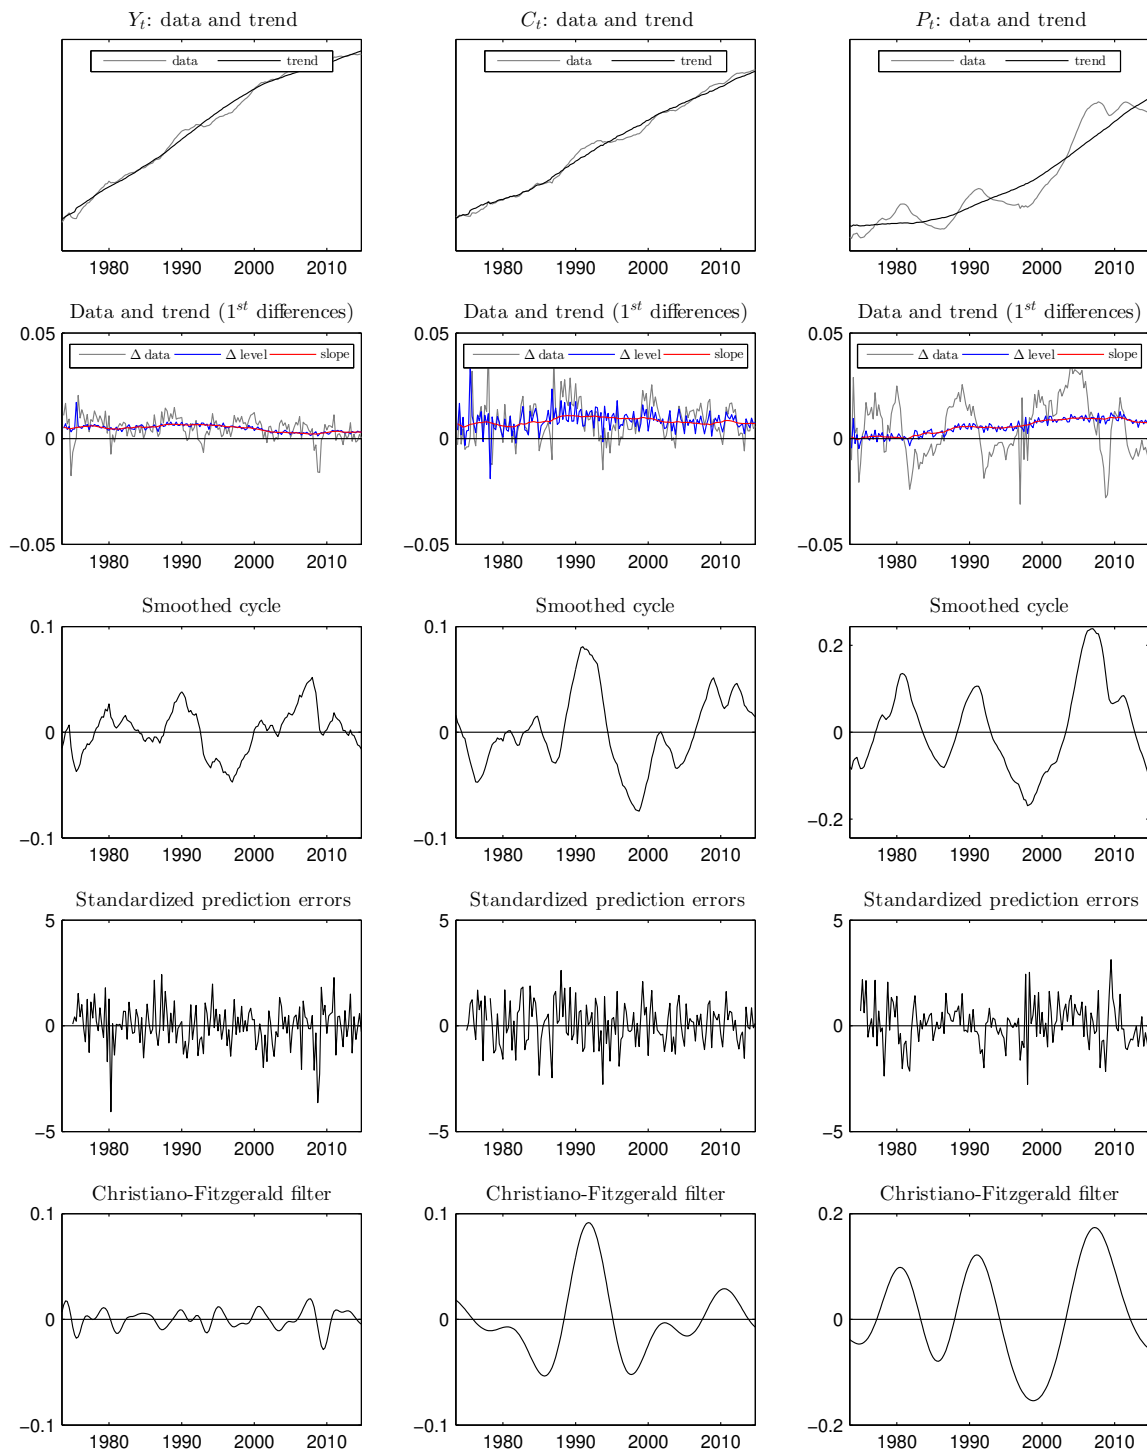 Y_t: data and trend
C_t: data and trend
P_t: data and trend
data trend
data trend
data trend
1980 1990 2000 2010
1980 1990 2000 2010
1980 1990 2000 2010
Data and trend (1^st differences)
Data and trend (1^st differences)
Data and trend (1^st differences)
0.05
0
−0.05
Δ data Δ level slope
1980 1990 2000 2010
0.05
0
−0.05
Δ data Δ level slope
1980 1990 2000 2010
0.05
0
−0.05
Δ data Δ level slope
1980 1990 2000 2010
Smoothed cycle
Smoothed cycle
Smoothed cycle
0.1
0
−0.1
1980 1990 2000 2010
0.1
0
−0.1
1980 1990 2000 2010
0.2
0
−0.2
1980 1990 2000 2010
Standardized prediction errors
Standardized prediction errors
Standardized prediction errors
5
0
−5
1980 1990 2000 2010
5
0
−5
1980 1990 2000 2010
5
0
−5
1980 1990 2000 2010
Christiano-Fitzgerald filter
Christiano-Fitzgerald filter
Christiano-Fitzgerald filter
0.1
0
−0.1
1980 1990 2000 2010
0.1
0
−0.1
1980 1990 2000 2010
0.2
0
−0.2
1980 1990 2000 2010